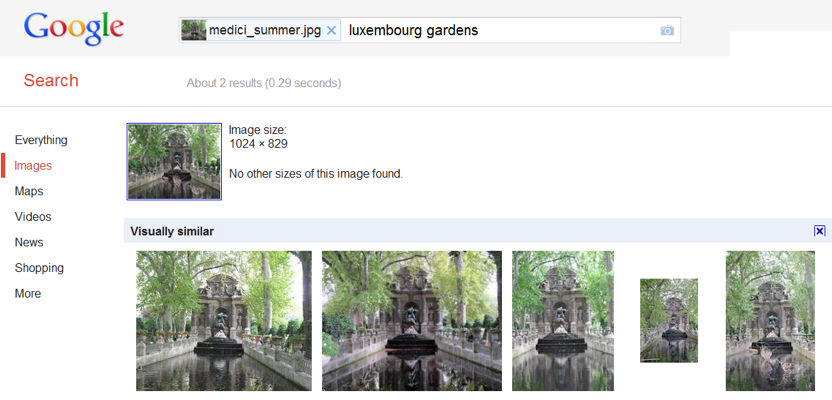 Google
medici_summer.jpg × luxembourg gardens
Search
About 2 results (0.29 seconds)
Everything
Images
Maps
Videos
News
Shopping
More
Image size:
1024 × 829
No other sizes of this image found.
Visually similar